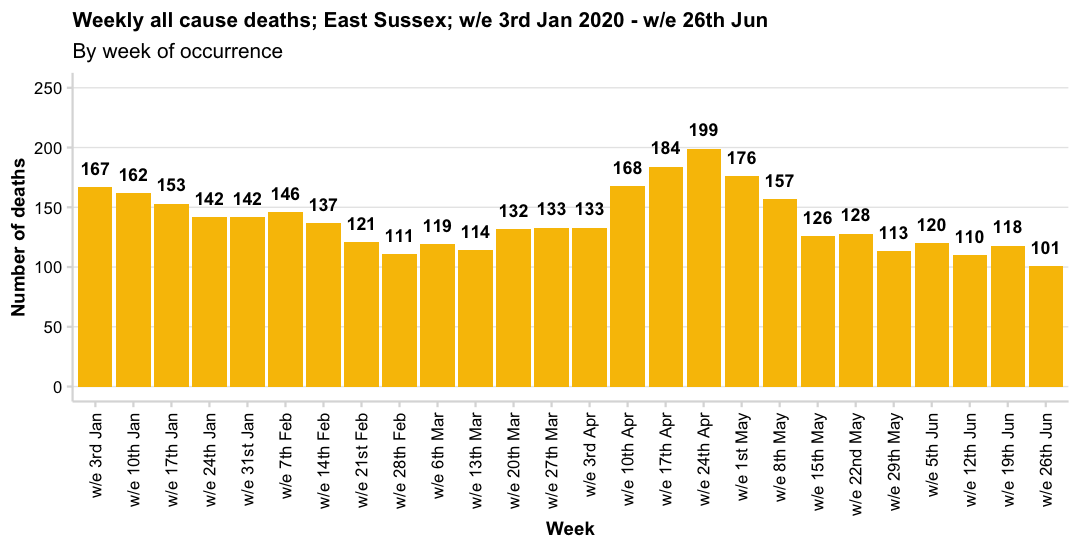 Weekly all cause deaths; East Sussex; w/e 3rd Jan 2020 - w/e 26th Jun
By week of occurrence
Number of deaths
250
200
150
100
50
0
167
162
153
142
142
146
137
121
111
119
114
132
133
133
168
184
199
176
157
126
128
113
120
110
118
101
w/e 3rd Jan
w/e 10th Jan
w/e 17th Jan
w/e 24th Jan
w/e 31st Jan
w/e 7th Feb
w/e 14th Feb
w/e 21st Feb
w/e 28th Feb
w/e 6th Mar
w/e 13th Mar
w/e 20th Mar
w/e 27th Mar
w/e 3rd Apr
w/e 10th Apr
w/e 17th Apr
w/e 24th Apr
w/e 1st May
w/e 8th May
w/e 15th May
w/e 22nd May
w/e 29th May
w/e 5th Jun
w/e 12th Jun
w/e 19th Jun
w/e 26th Jun
Week